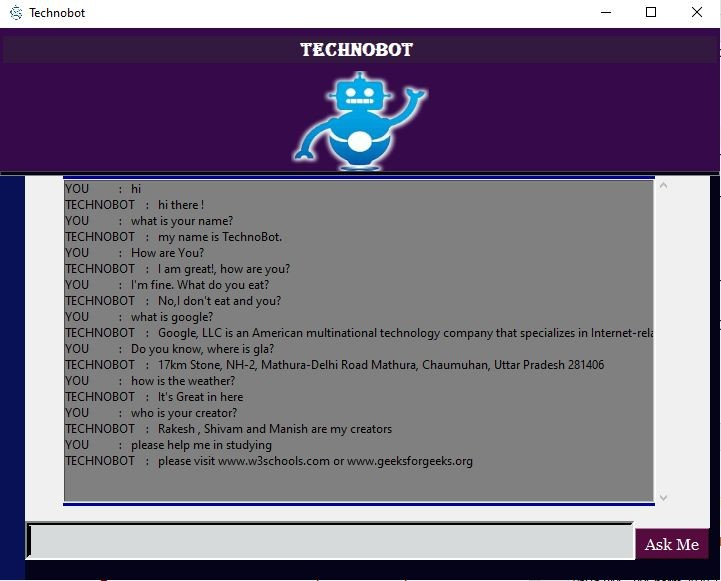 Technobot
TECHNOBOT
YOU : hi
TECHNOBOT : hi there !
YOU : what is your name?
TECHNOBOT : my name is TechnoBot.
YOU : How are You?
TECHNOBOT : I am great!, how are you?
YOU : I'm fine. What do you eat?
TECHNOBOT : No,I don't eat and you?
YOU : what is google?
TECHNOBOT : Google, LLC is an American multinational technology company that specializes in Internet-rela
YOU : Do you know, where is gla?
TECHNOBOT : 17km Stone, NH-2, Mathura-Delhi Road Mathura, Chaumuhan, Uttar Pradesh 281406
YOU : how is the weather?
TECHNOBOT : It's Great in here
YOU : who is your creator?
TECHNOBOT : Rakesh , Shivam and Manish are my creators
YOU : please help me in studying
TECHNOBOT : please visit www.w3schools.com or www.geeksforgeeks.org
Ask Me